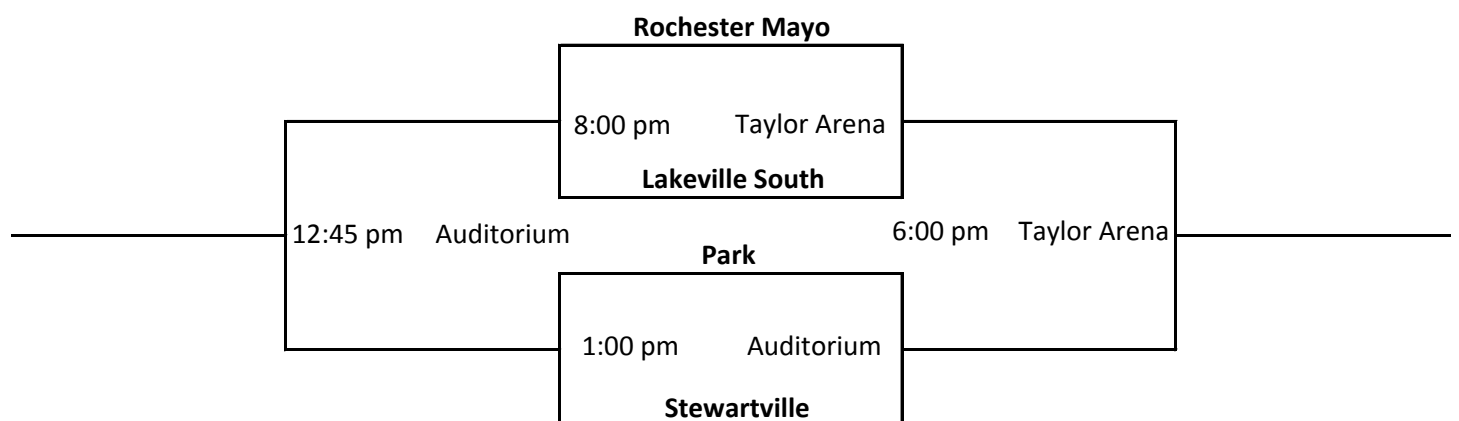 Rochester Mayo
8:00 pm Taylor Arena
Lakeville South
12:45 pm Auditorium
6:00 pm Taylor Arena
Park
1:00 pm Auditorium
Stewartville